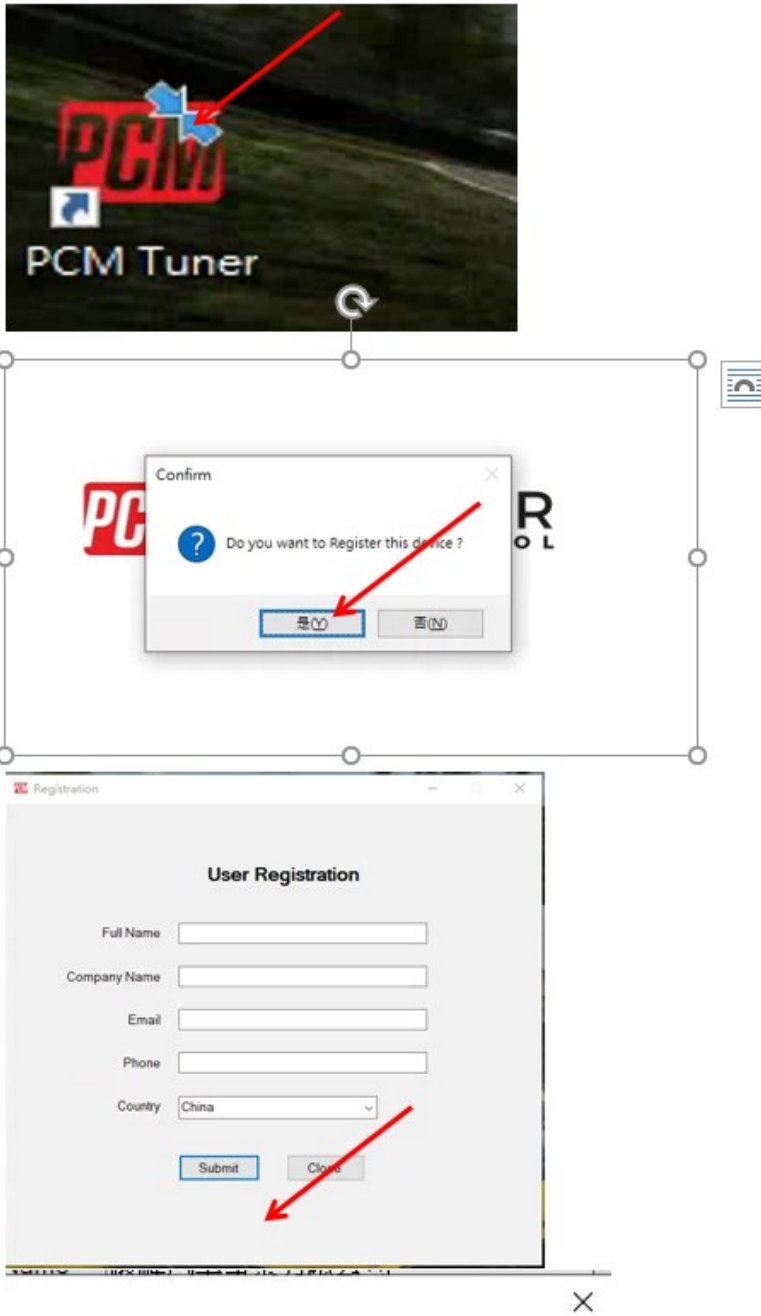 PCM
PCM Tuner
Confirm
PC
R
Do you want to Register this device ?
O L
是(Y)
否(N)
Registration
User Registration
Full Name
Company Name
Email
Phone
Country China
Submit Close